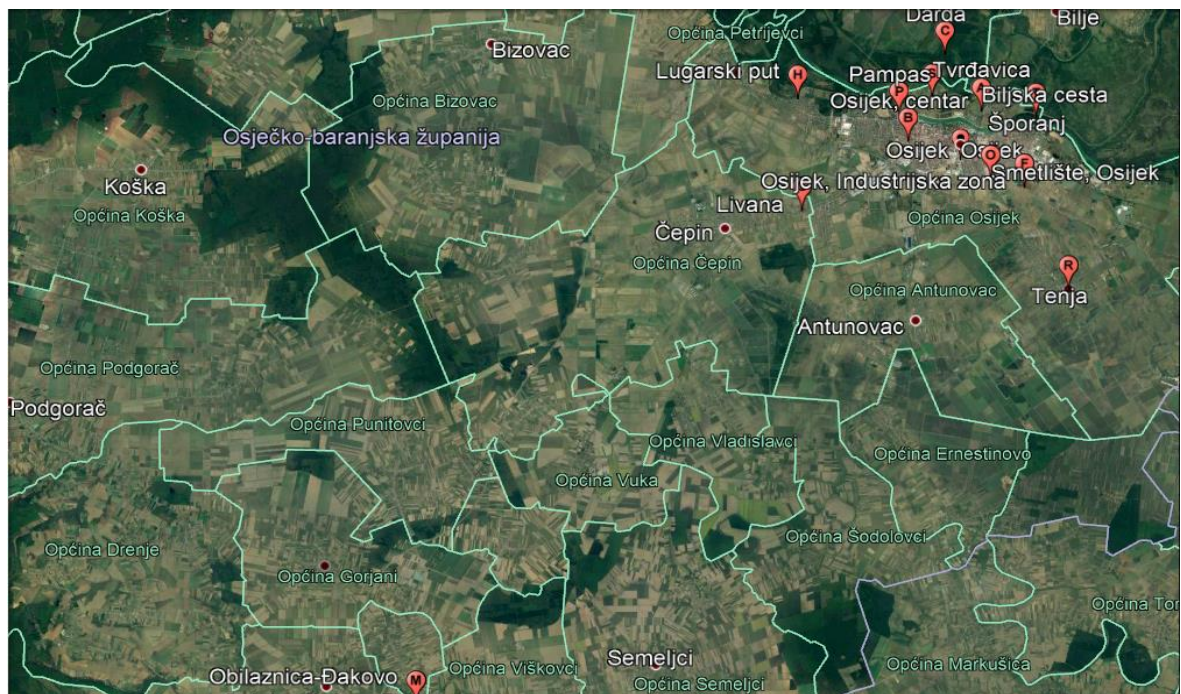 Darda
Bilje
C
Općina Petrijevci
Bizovac
Lugarski put
H
Pampas
Tvrđavica
P
Općina Bizovac
Osijek, centar
Biljska cesta
B
Osječko-baranjska županija
Šporanj
Osijek
Osijek
O
F
Koška
Osijek, Industrijska zona
Smetlište, Osijek
Općina Koška
Livana
Općina Osijek
Čepin
Općina Čepin
R
Općina Antunovac
Tenja
Antunovac
Općina Podgorač
Podgorač
Općina Punitovci
Općina Vladislavci
Općina Ernestinovo
Općina Vuka
Općina Drenje
Općina Šodolovci
Općina Gorjani
Općina Tor
Semeljci
Općina Viškovci
Općina Markušica
Obilaznica-Đakovo
M
Općina Semeljci